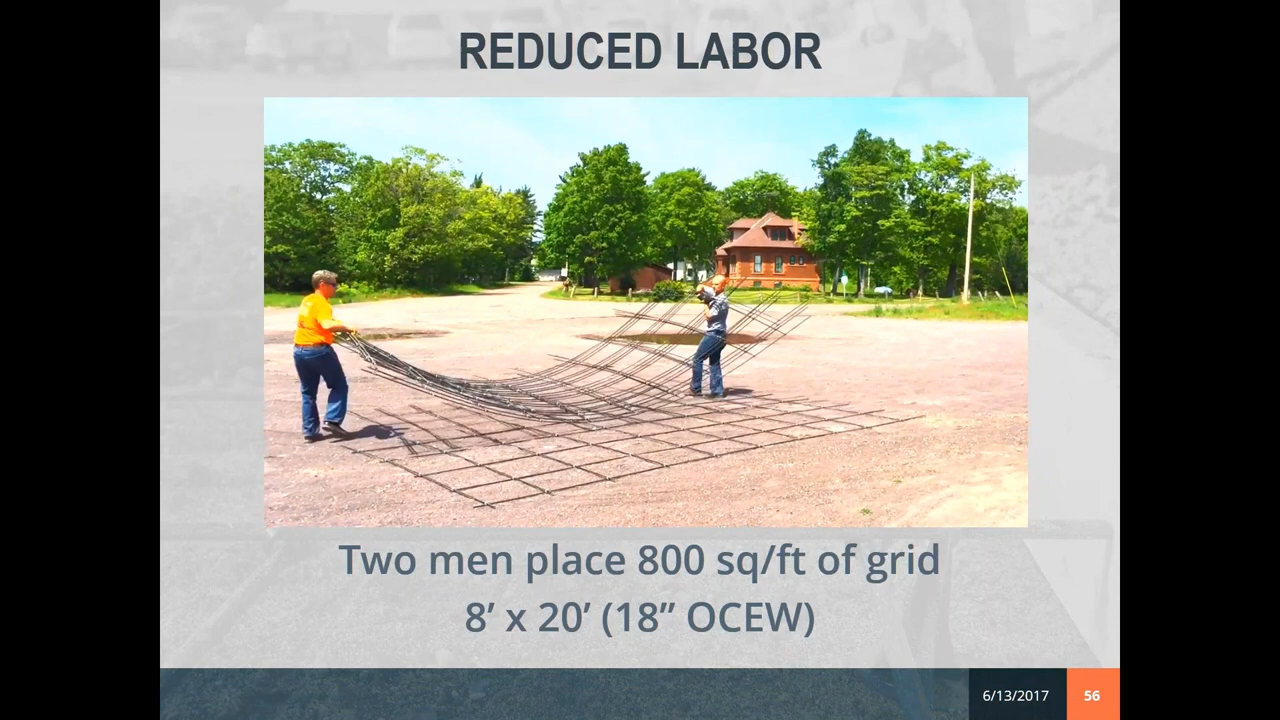 REDUCED LABOR
Two men place 800 sq/ft of grid
8’ x 20’ (18” OCEW)
6/13/2017
56